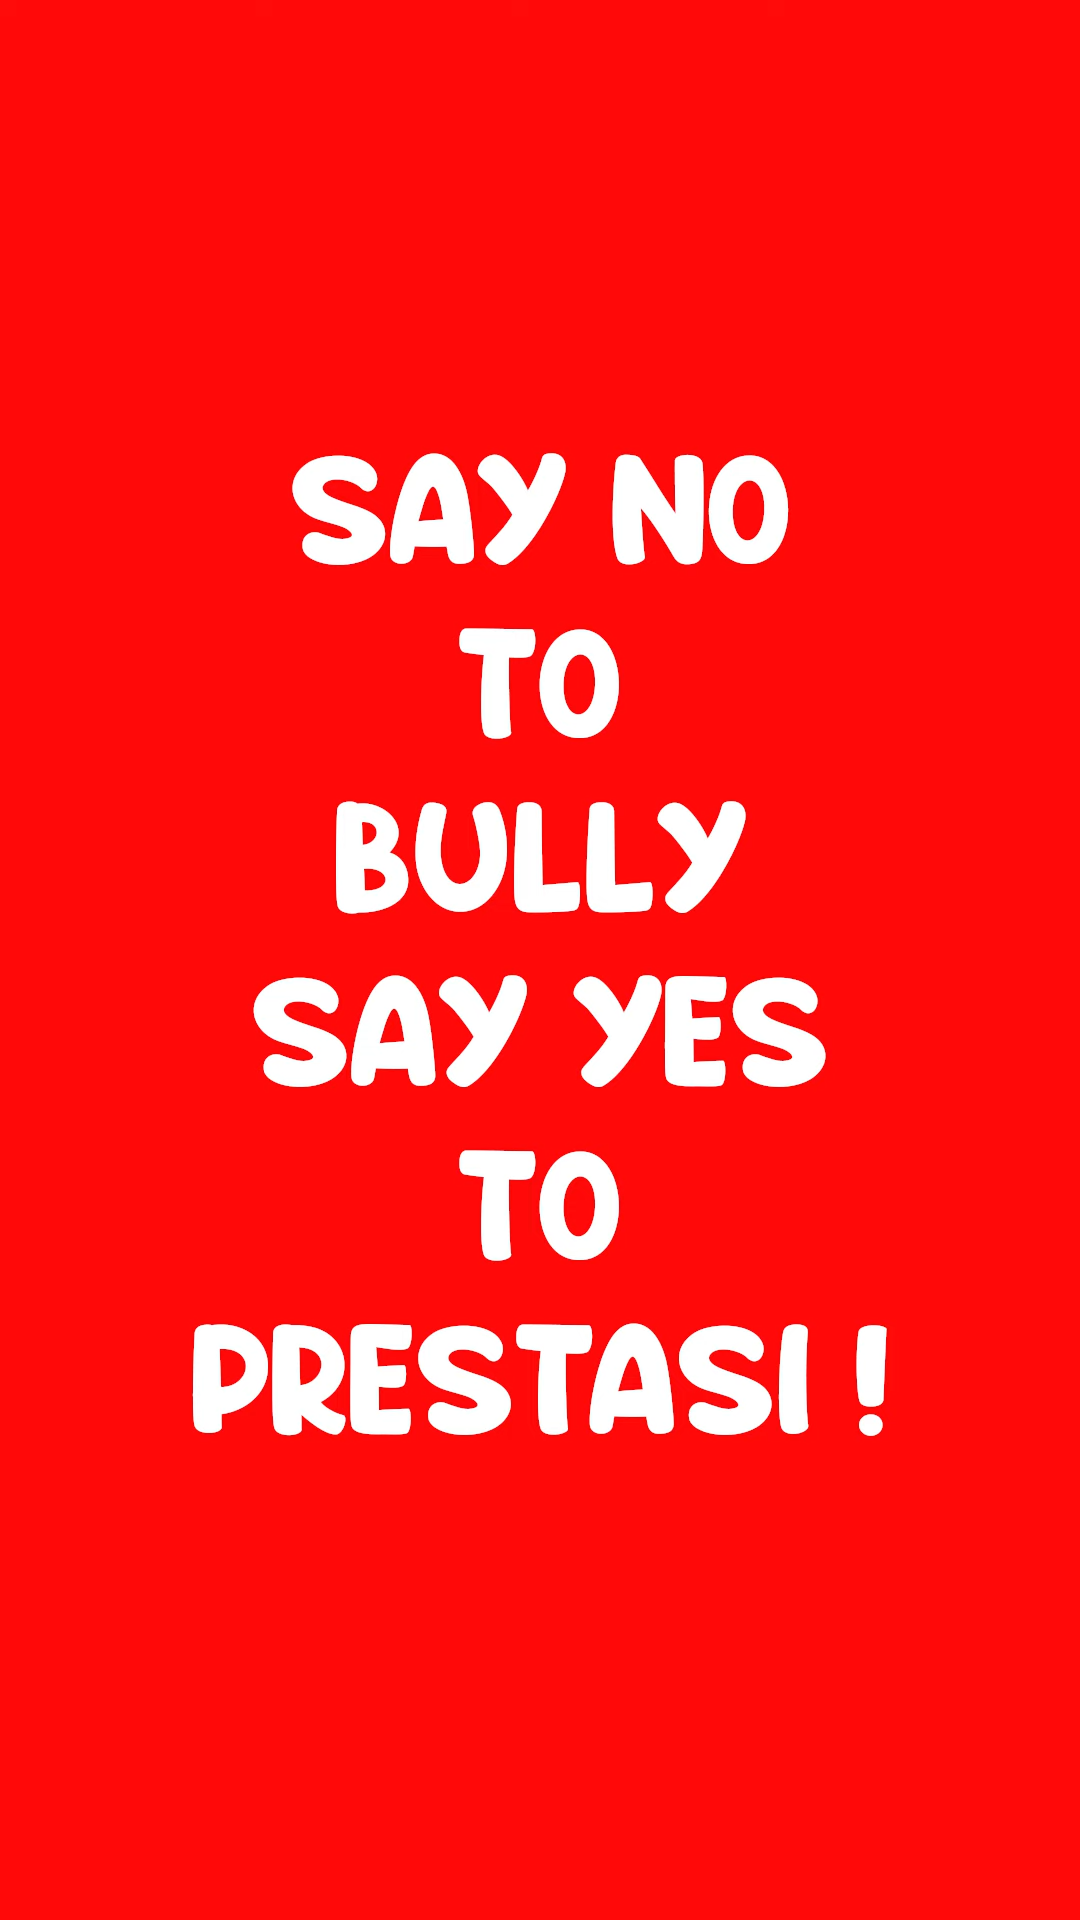 SAY NO
TO
BULLY
SAY YES
TO
PRESTASI !